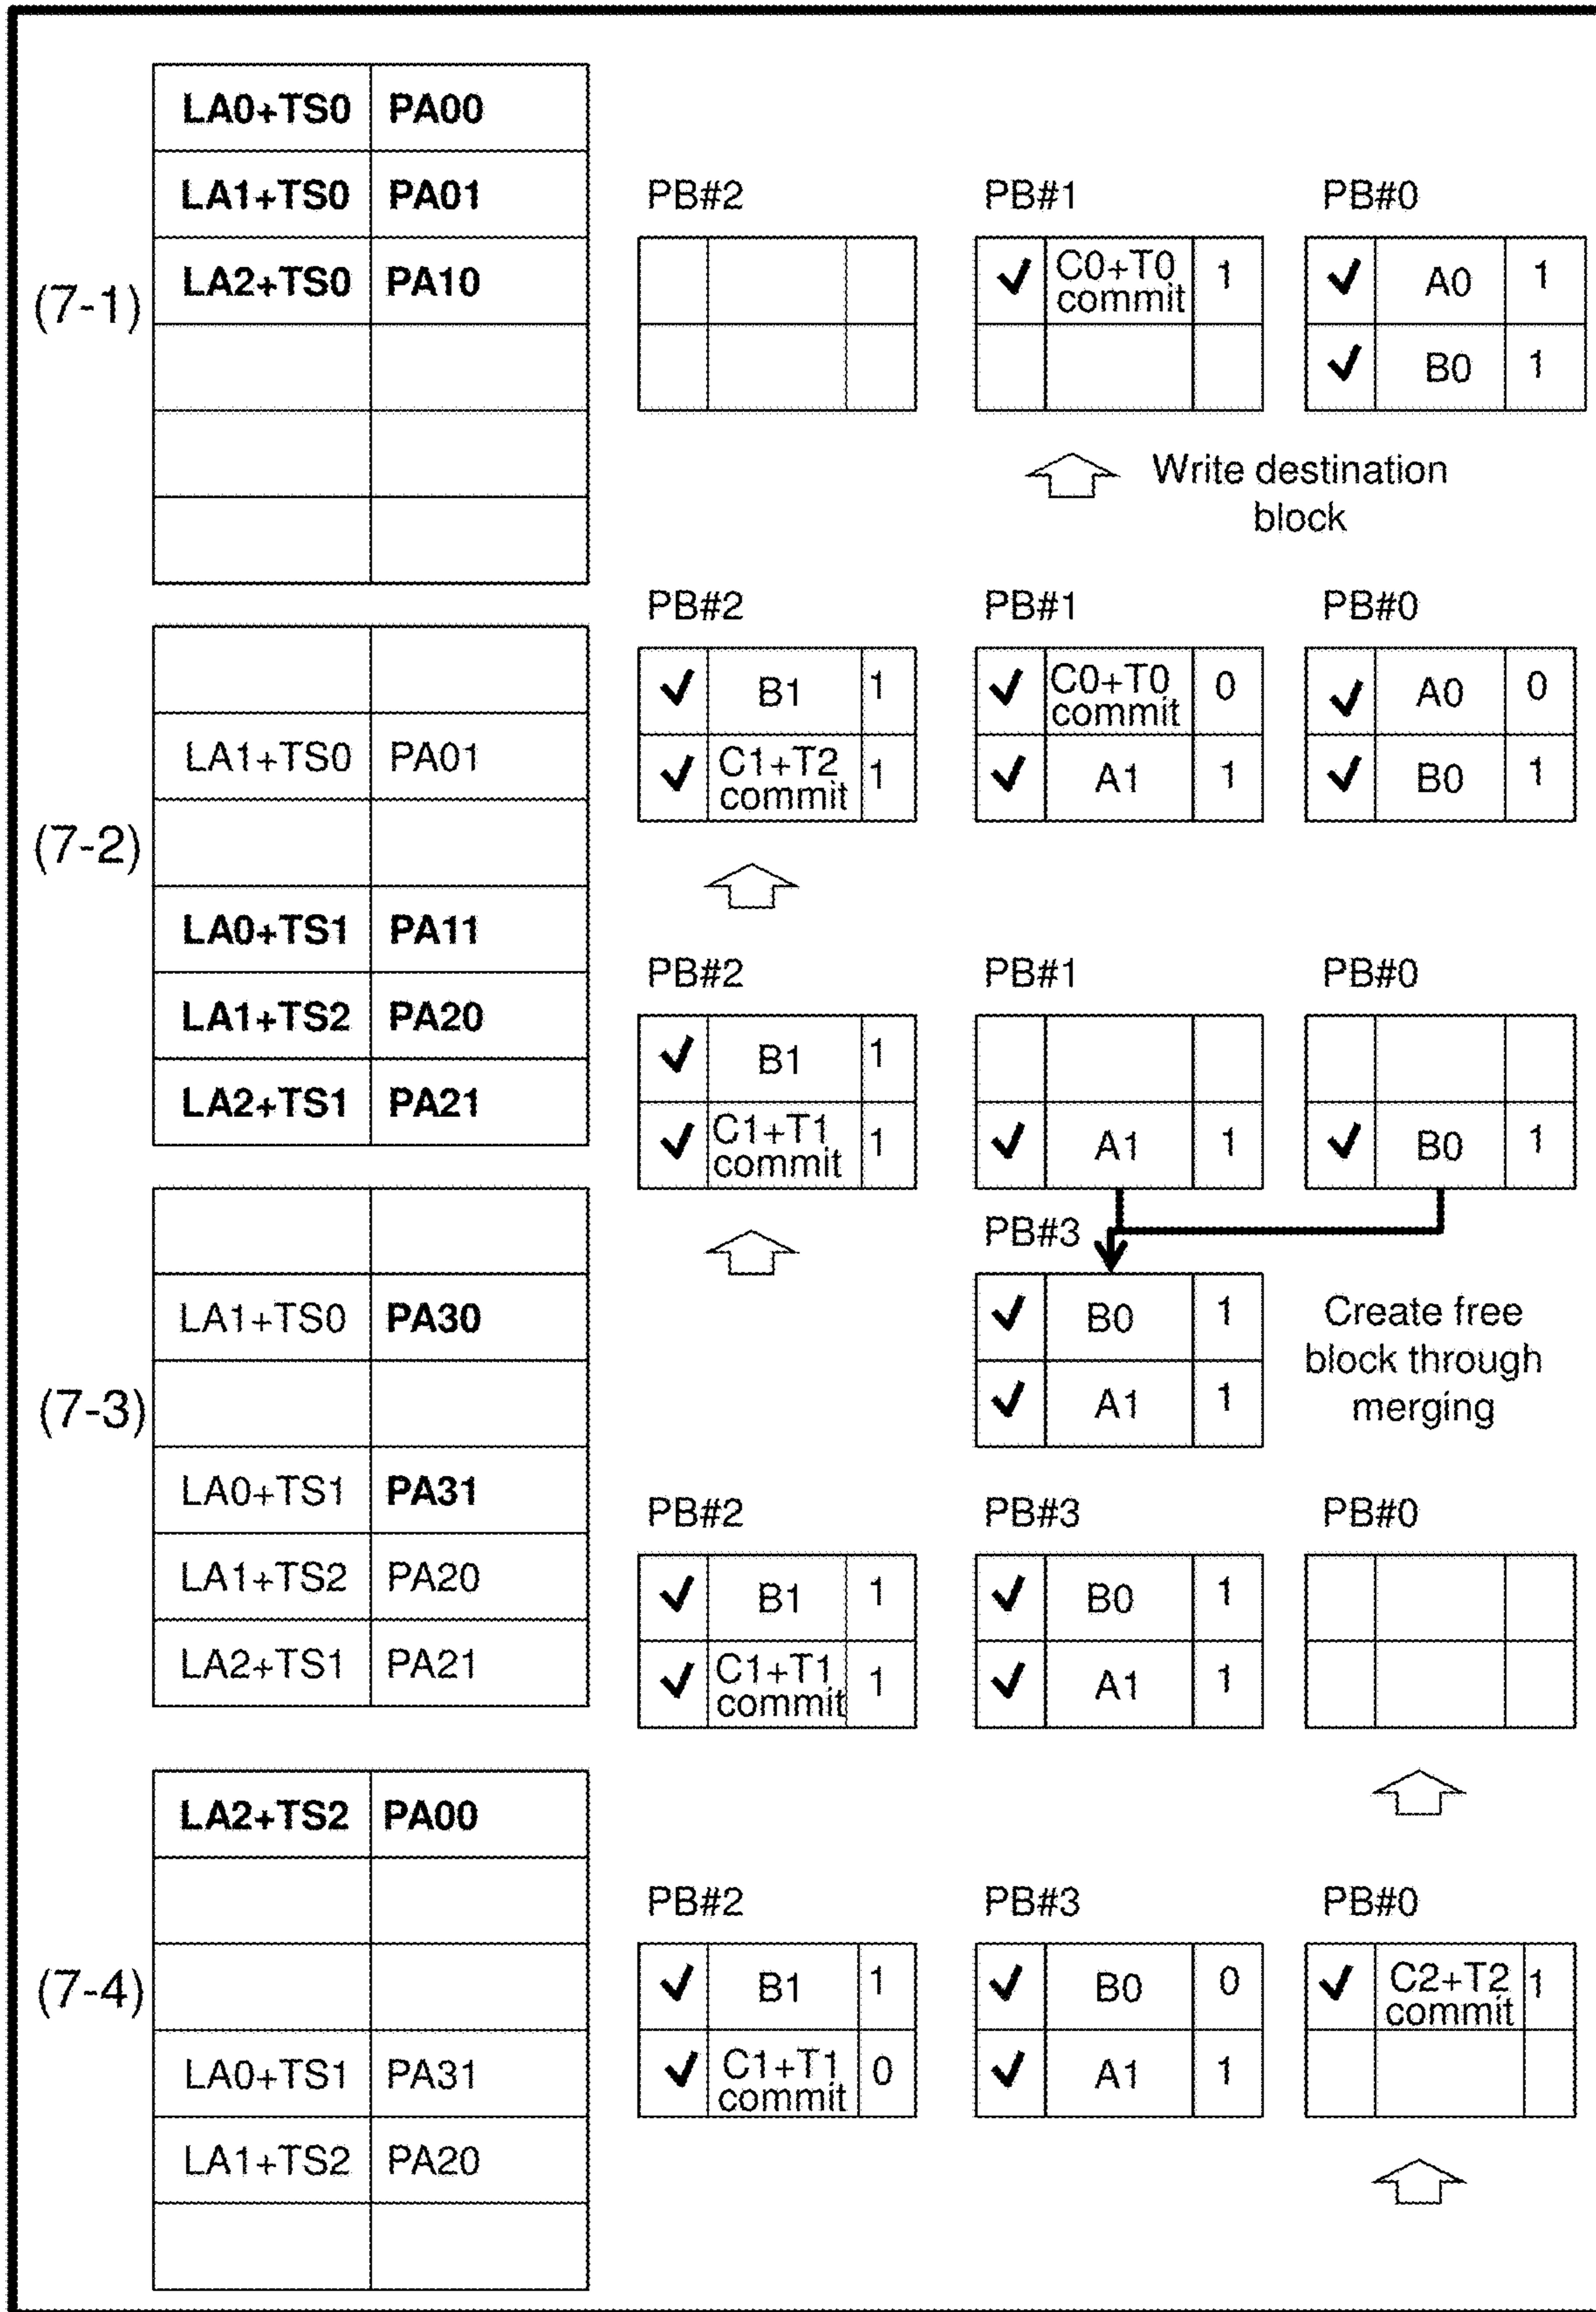 (7-1)
LA0+TS0 PA00
LA1+TS0 PA01
LA2+TS0 PA10
PB#2 PB#1 PB#0
✓ C0+T0 commit 1 ✓ A0 1
✓ B0 1
Write destination
block
(7-2)
LA1+TS0 PA01
LA0+TS1 PA11
LA1+TS2 PA20
LA2+TS1 PA21
PB#2 PB#1 PB#0
✓ B1 1 ✓ C0+T0 commit 0 ✓ A0 0
✓ C1+T2 commit 1 ✓ A1 1 ✓ B0 1
PB#2 PB#1 PB#0
✓ B1 1
✓ C1+T1 commit 1 ✓ A1 1 ✓ B0 1
(7-3)
LA1+TS0 PA30
LA0+TS1 PA31
LA1+TS2 PA20
LA2+TS1 PA21
PB#3
✓ B0 1
✓ A1 1
Create free
block through
merging
PB#2 PB#3 PB#0
✓ B1 1 ✓ B0 1
✓ C1+T1 commit 1 ✓ A1 1
(7-4)
LA2+TS2 PA00
LA0+TS1 PA31
LA1+TS2 PA20
PB#2 PB#3 PB#0
✓ B1 1 ✓ B0 0 ✓ C2+T2 commit 1
✓ C1+T1 commit 0 ✓ A1 1